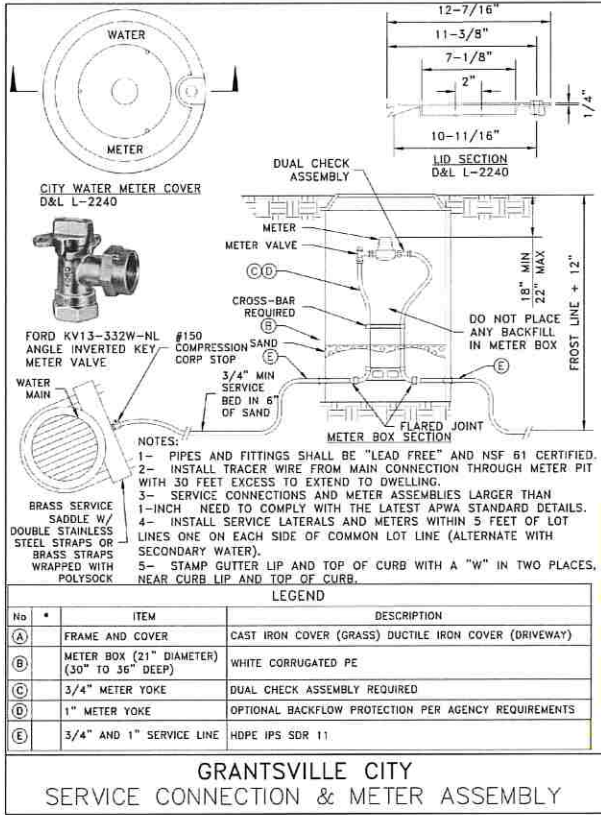 WATER
METER
CITY WATER METER COVER
D&L L-2240
12-7/16"
11-3/8"
7-1/8"
2"
1/4"
10-11/16"
LID SECTION
D&L L-2240
DUAL CHECK
ASSEMBLY
METER
METER VALVE
C D
CROSS-BAR
REQUIRED
B
SAND
E
18" MIN
22" MAX
FROST LINE + 12"
DO NOT PLACE
ANY BACKFILL
IN METER BOX
E
FORD KV13-332W-NL
ANGLE INVERTED KEY
METER VALVE
#150
COMPRESSION
CORP STOP
3/4" MIN
SERVICE
BED IN 6"
OF SAND
WATER
MAIN
FLARED JOINT
METER BOX SECTION
BRASS SERVICE
SADDLE W/
DOUBLE STAINLESS
STEEL STRAPS OR
BRASS STRAPS
WRAPPED WITH
POLYSOCK
NOTES:
1- PIPES AND FITTINGS SHALL BE "LEAD FREE" AND NSF 61 CERTIFIED.
2- INSTALL TRACER WIRE FROM MAIN CONNECTION THROUGH METER PIT
WITH 30 FEET EXCESS TO EXTEND TO DWELLING.
3- SERVICE CONNECTIONS AND METER ASSEMBLIES LARGER THAN
1-INCH NEED TO COMPLY WITH THE LATEST APWA STANDARD DETAILS.
4- INSTALL SERVICE LATERALS AND METERS WITHIN 5 FEET OF LOT
LINES ONE ON EACH SIDE OF COMMON LOT LINE (ALTERNATE WITH
SECONDARY WATER).
5- STAMP GUTTER LIP AND TOP OF CURB WITH A "W" IN TWO PLACES,
NEAR CURB LIP AND TOP OF CURB.
LEGEND
No * ITEM DESCRIPTION
A FRAME AND COVER CAST IRON COVER (GRASS) DUCTILE IRON COVER (DRIVEWAY)
B METER BOX (21" DIAMETER)
(30" TO 36" DEEP) WHITE CORRUGATED PE
C 3/4" METER YOKE DUAL CHECK ASSEMBLY REQUIRED
D 1" METER YOKE OPTIONAL BACKFLOW PROTECTION PER AGENCY REQUIREMENTS
E 3/4" AND 1" SERVICE LINE HDPE IPS SDR 11
GRANTSVILLE CITY
SERVICE CONNECTION & METER ASSEMBLY